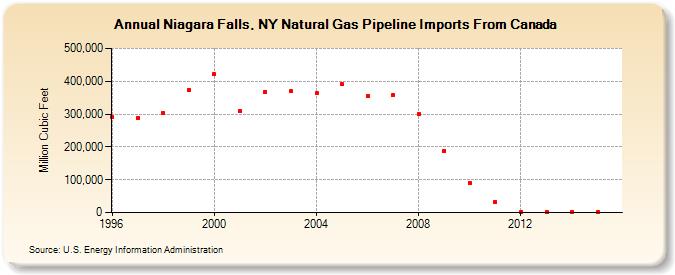 Annual Niagara Falls, NY Natural Gas Pipeline Imports From Canada
Million Cubic Feet
500,000
400,000
300,000
200,000
100,000
0
1996 2000 2004 2008 2012
Source: U.S. Energy Information Administration